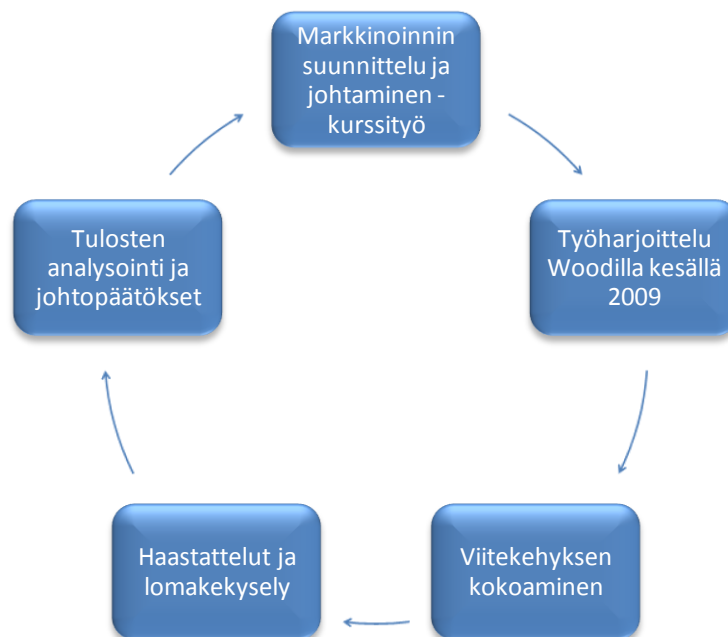 Markkinoinnin
suunnittelu ja
johtaminen -
kurssityö
Työharjoittelu
Woodilla kesällä
2009
Viitekehyksen
kokoaminen
Haastattelut ja
lomakekysely
Tulosten
analysointi ja
johtopäätökset